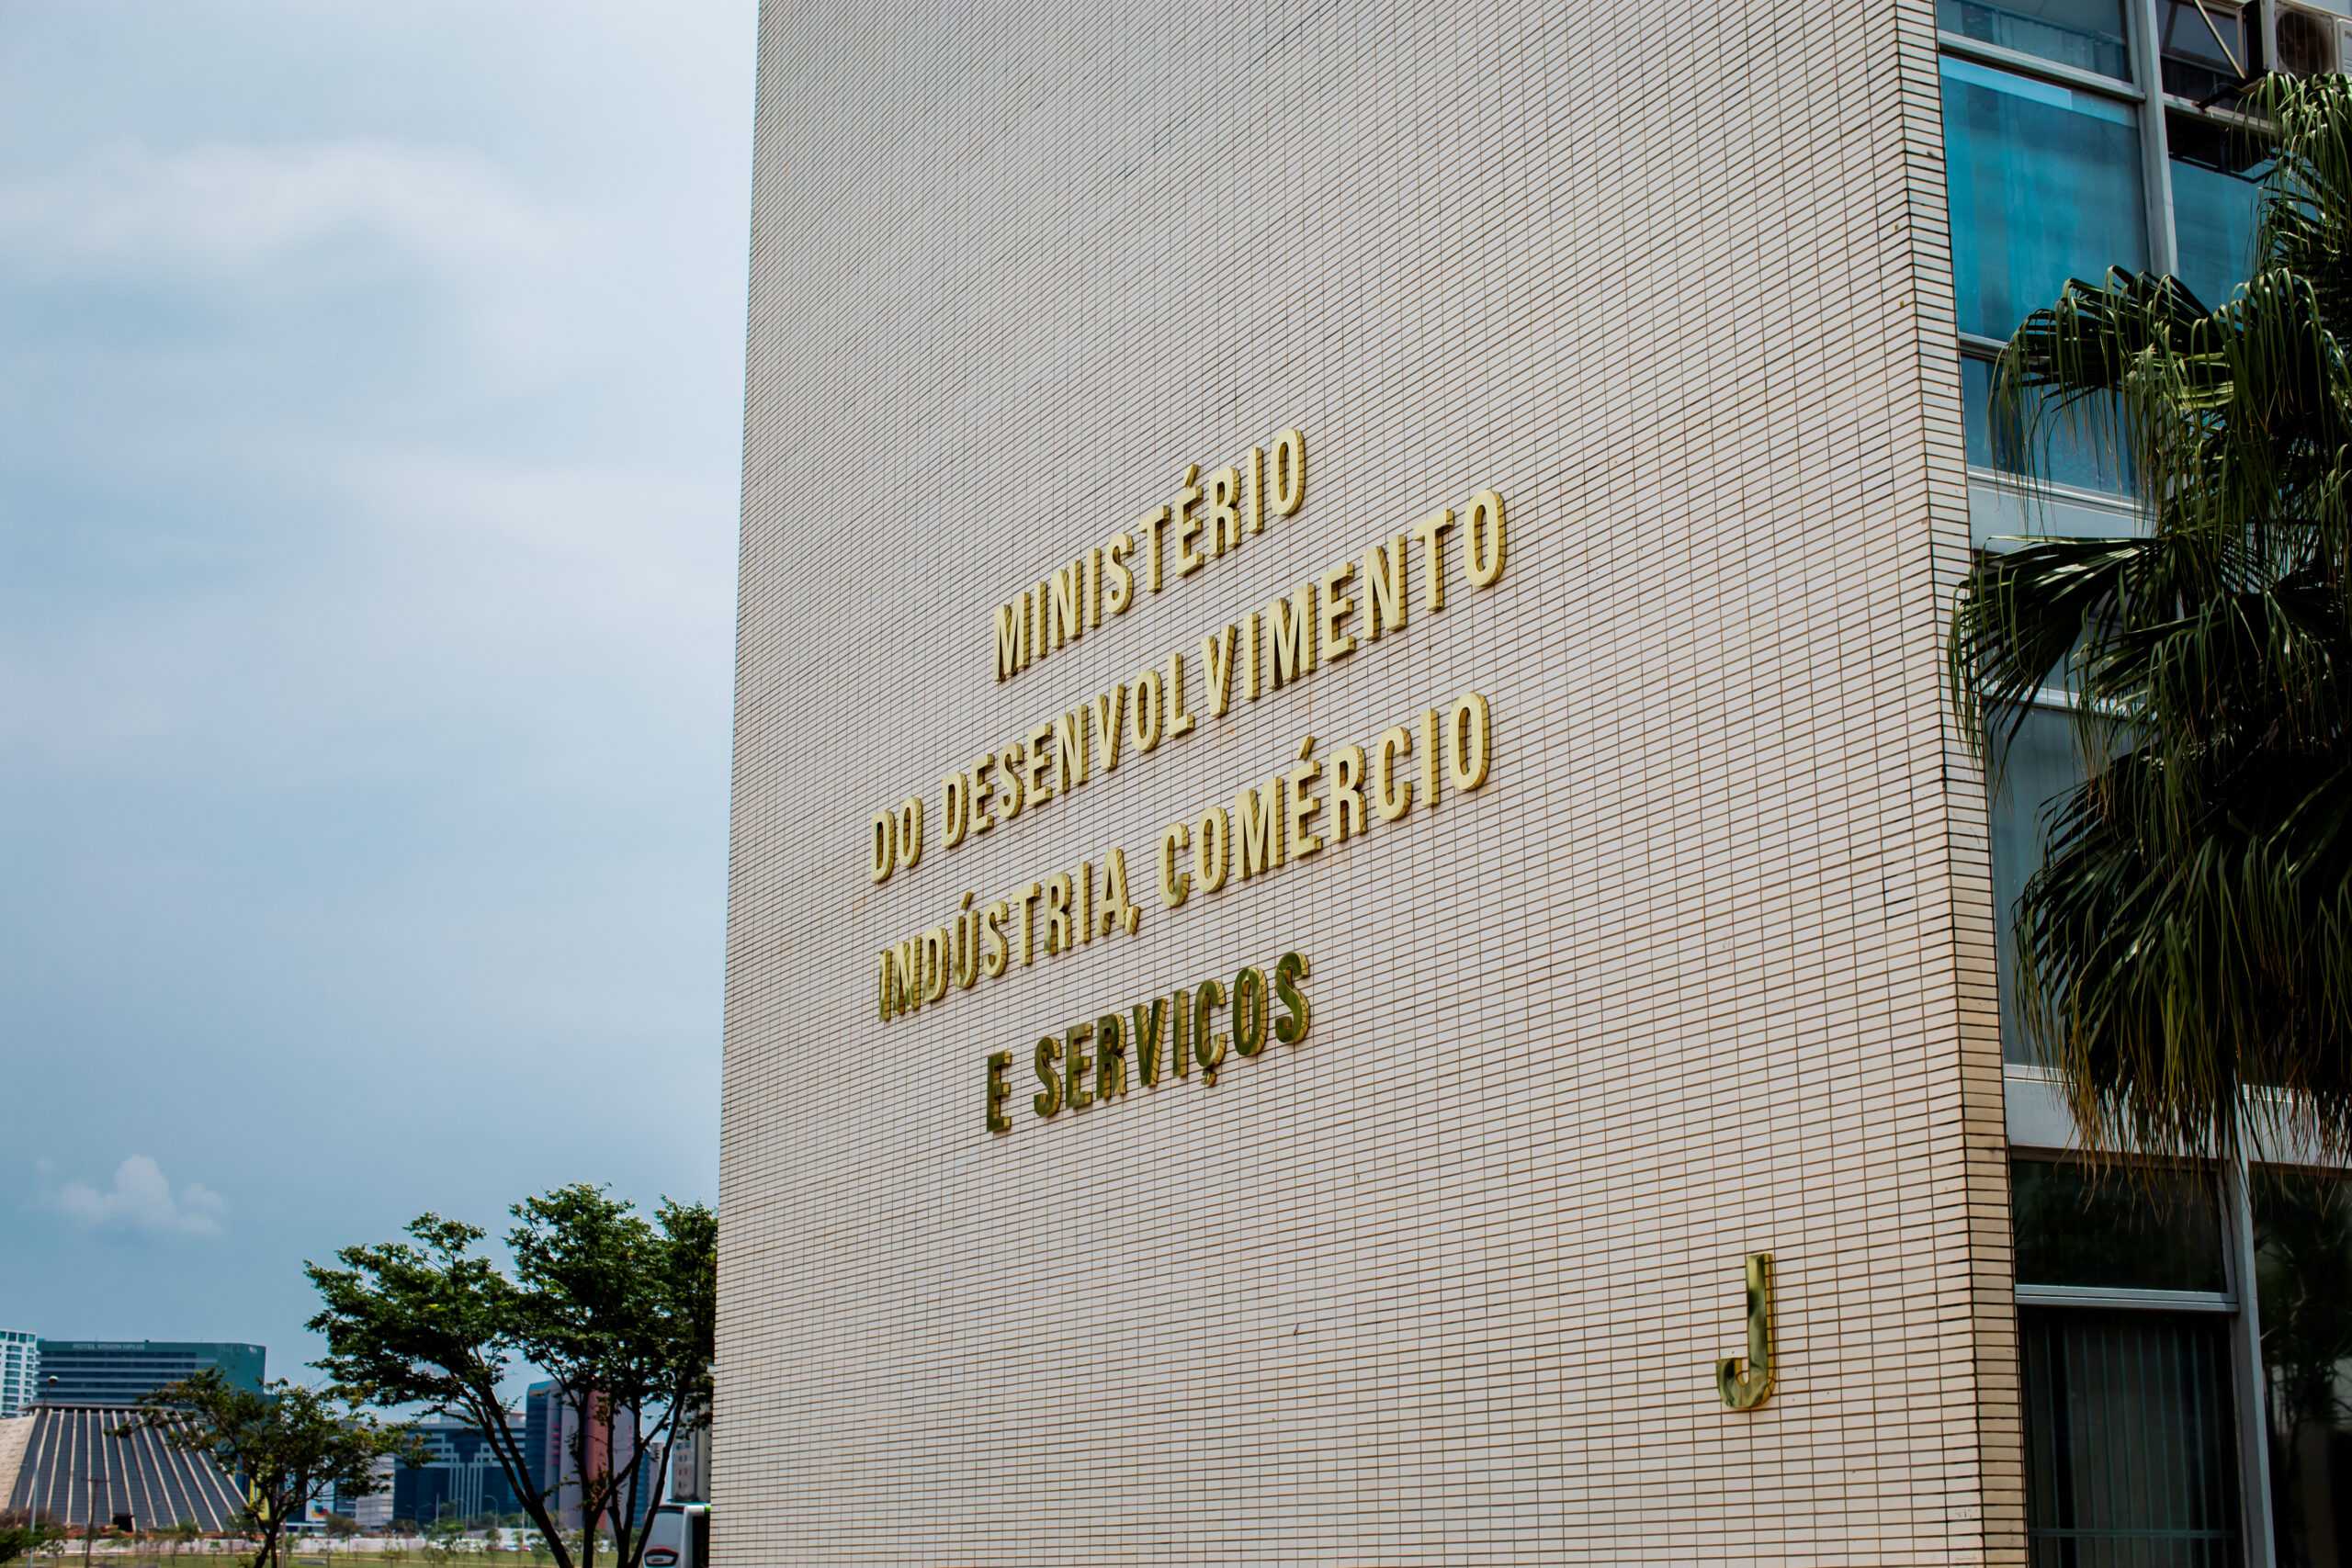 MINISTÉRIO
DO DESENVOLVIMENTO
INDÚSTRIA, COMÉRCIO
E SERVIÇOS
J